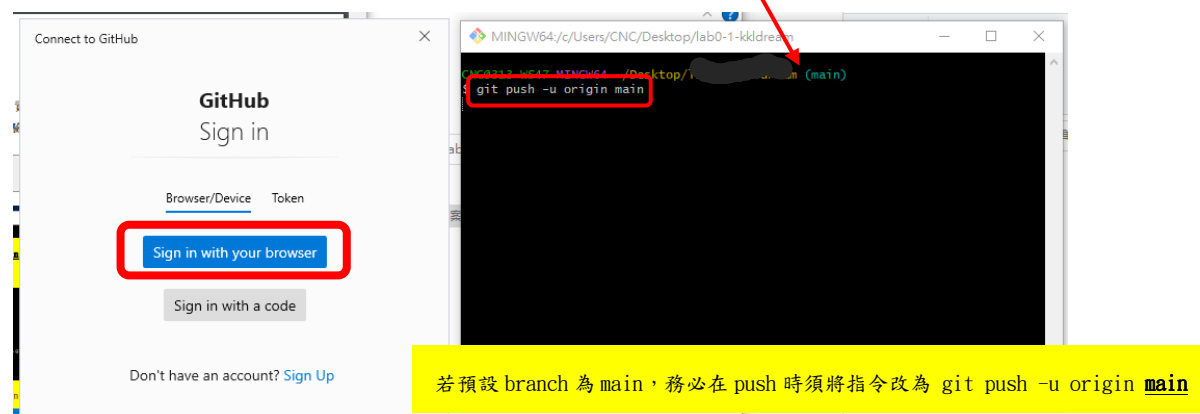 Connect to GitHub
GitHub
Sign in
Browser/Device Token
Sign in with your browser
Sign in with a code
Don't have an account? Sign Up
MINGW64:/c/Users/CNC/Desktop/lab0-1-kkldream
MINGW64 /Desktop/ (main)
$ git push -u origin main
若預設 branch 為 main，務必在 push 時須將指令改為 git push -u origin main